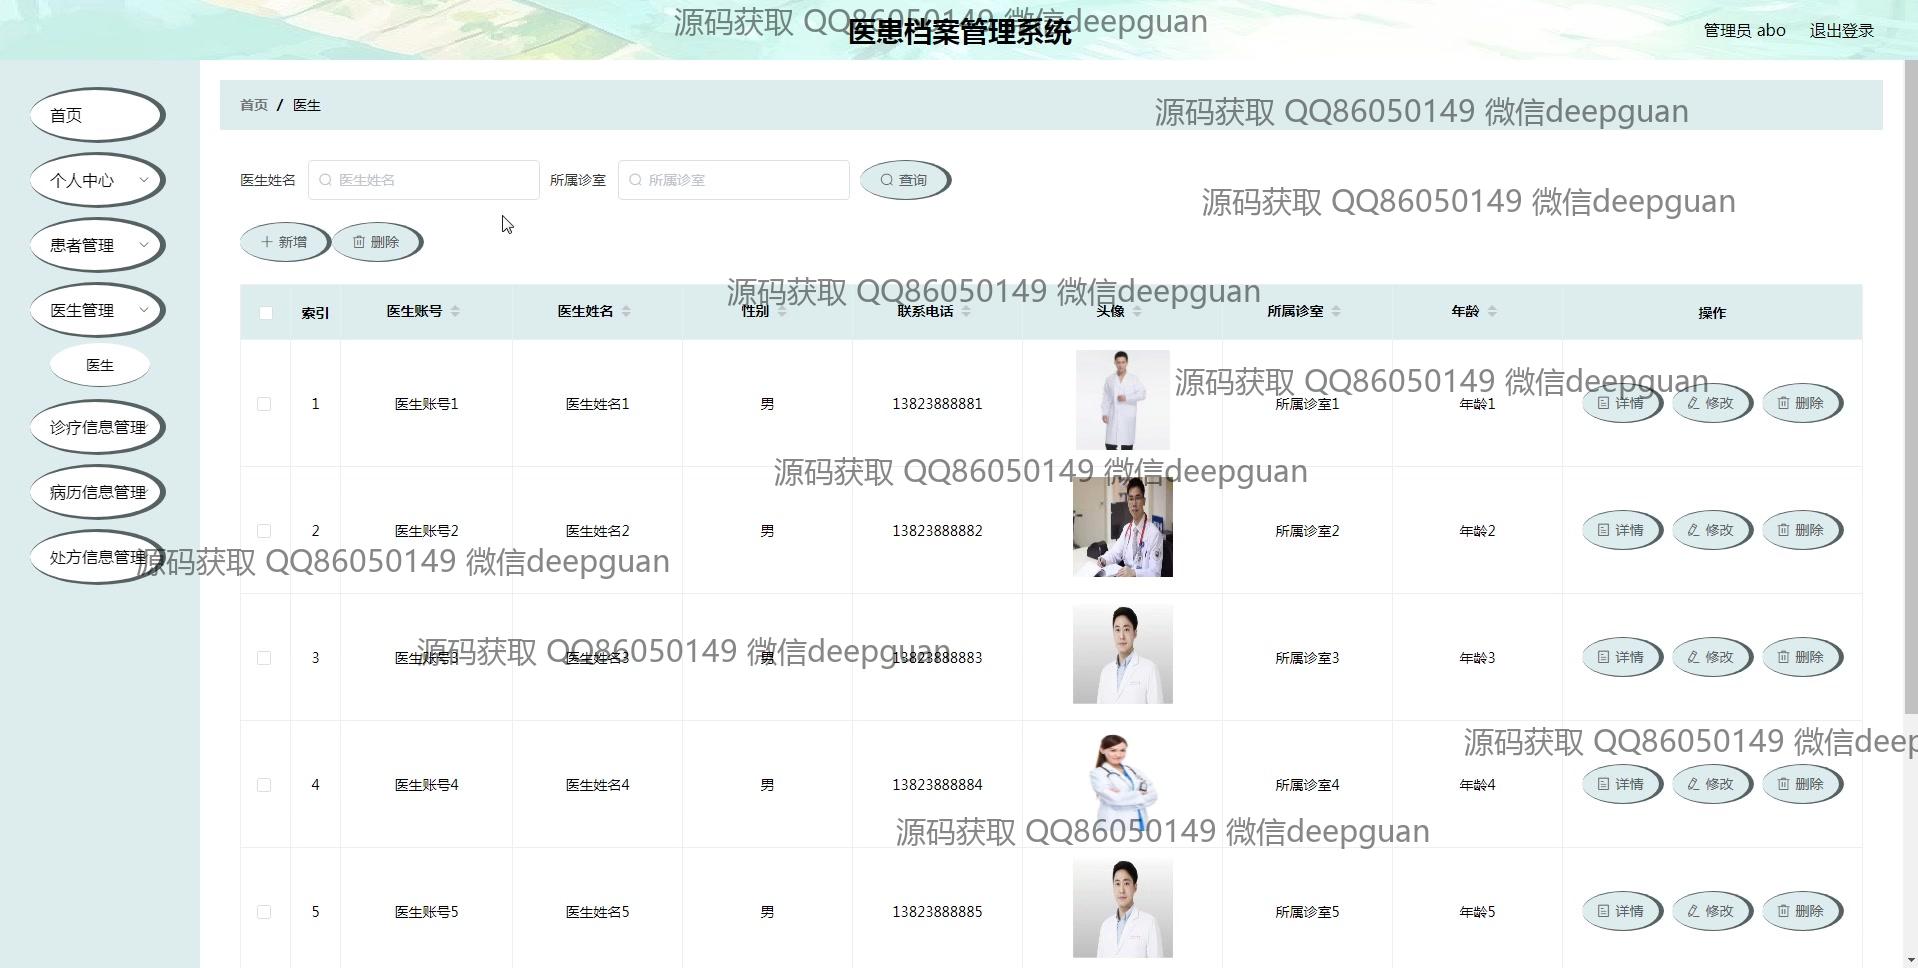 源码获取 QQ86050149 微信deepguan
医患档案管理系统
管理员 abo 退出登录
首页
个人中心
患者管理
医生管理
医生
诊疗信息管理
病历信息管理
处方信息管理
首页 / 医生
源码获取 QQ86050149 微信deepguan
医生姓名 医生姓名 所属诊室 所属诊室 查询
源码获取 QQ86050149 微信deepguan
新增 删除
源码获取 QQ86050149 微信deepguan
索引 医生账号 医生姓名 性别 联系电话 头像 所属诊室 年龄 操作
源码获取 QQ86050149 微信deepguan
1 医生账号1 医生姓名1 男 13823888881 所属诊室1 年龄1 详情 修改 删除
源码获取 QQ86050149 微信deepguan
2 医生账号2 医生姓名2 男 13823888882 所属诊室2 年龄2 详情 修改 删除
源码获取 QQ86050149 微信deepguan
源码获取 QQ86050149 微信deepguan
3 医生账号3 医生姓名3 男 13823888883 所属诊室3 年龄3 详情 修改 删除
源码获取 QQ86050149 微信deep
4 医生账号4 医生姓名4 男 13823888884 所属诊室4 年龄4 详情 修改 删除
源码获取 QQ86050149 微信deepguan
5 医生账号5 医生姓名5 男 13823888885 所属诊室5 年龄5 详情 修改 删除